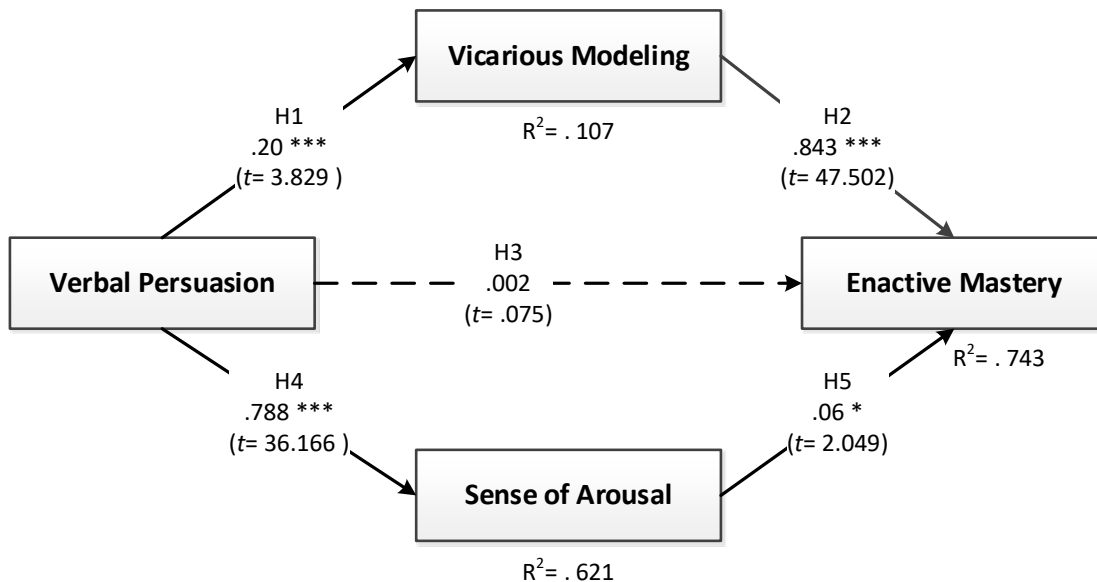 Vicarious Modeling
R2= . 107
H1
.20 ***
(t= 3.829 )
H2
.843 ***
(t= 47.502)
Verbal Persuasion
H3
.002
(t= .075)
Enactive Mastery
R2= . 743
H4
.788 ***
(t= 36.166 )
H5
.06 *
(t= 2.049)
Sense of Arousal
R2= . 621